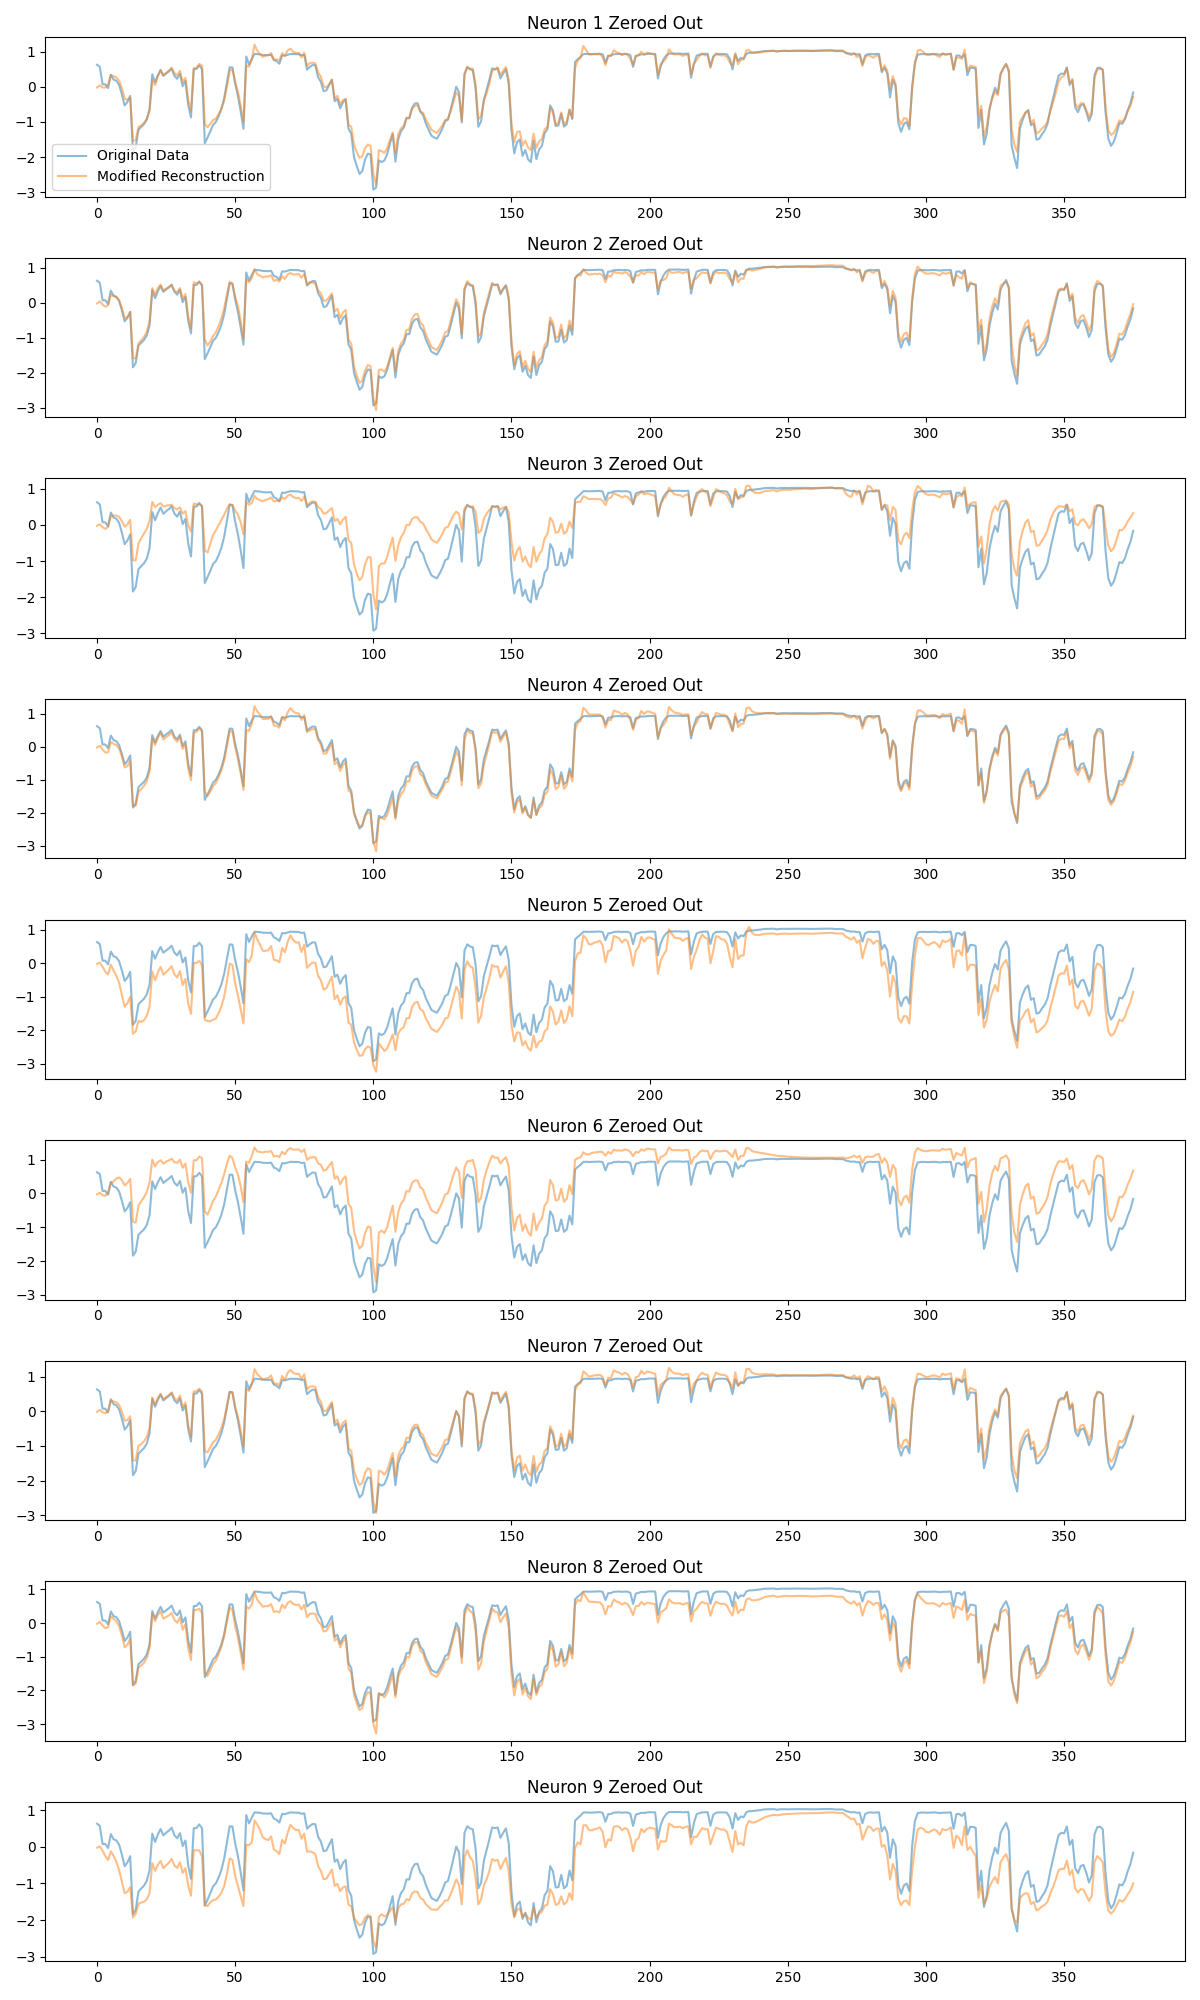 Neuron 1 Zeroed Out
1
0
−1
−2
−3
Original Data
Modified Reconstruction
0 50 100 150 200 250 300 350
Neuron 2 Zeroed Out
1
0
−1
−2
−3
0 50 100 150 200 250 300 350
Neuron 3 Zeroed Out
1
0
−1
−2
−3
0 50 100 150 200 250 300 350
Neuron 4 Zeroed Out
1
0
−1
−2
−3
0 50 100 150 200 250 300 350
Neuron 5 Zeroed Out
1
0
−1
−2
−3
0 50 100 150 200 250 300 350
Neuron 6 Zeroed Out
1
0
−1
−2
−3
0 50 100 150 200 250 300 350
Neuron 7 Zeroed Out
1
0
−1
−2
−3
0 50 100 150 200 250 300 350
Neuron 8 Zeroed Out
1
0
−1
−2
−3
0 50 100 150 200 250 300 350
Neuron 9 Zeroed Out
1
0
−1
−2
−3
0 50 100 150 200 250 300 350